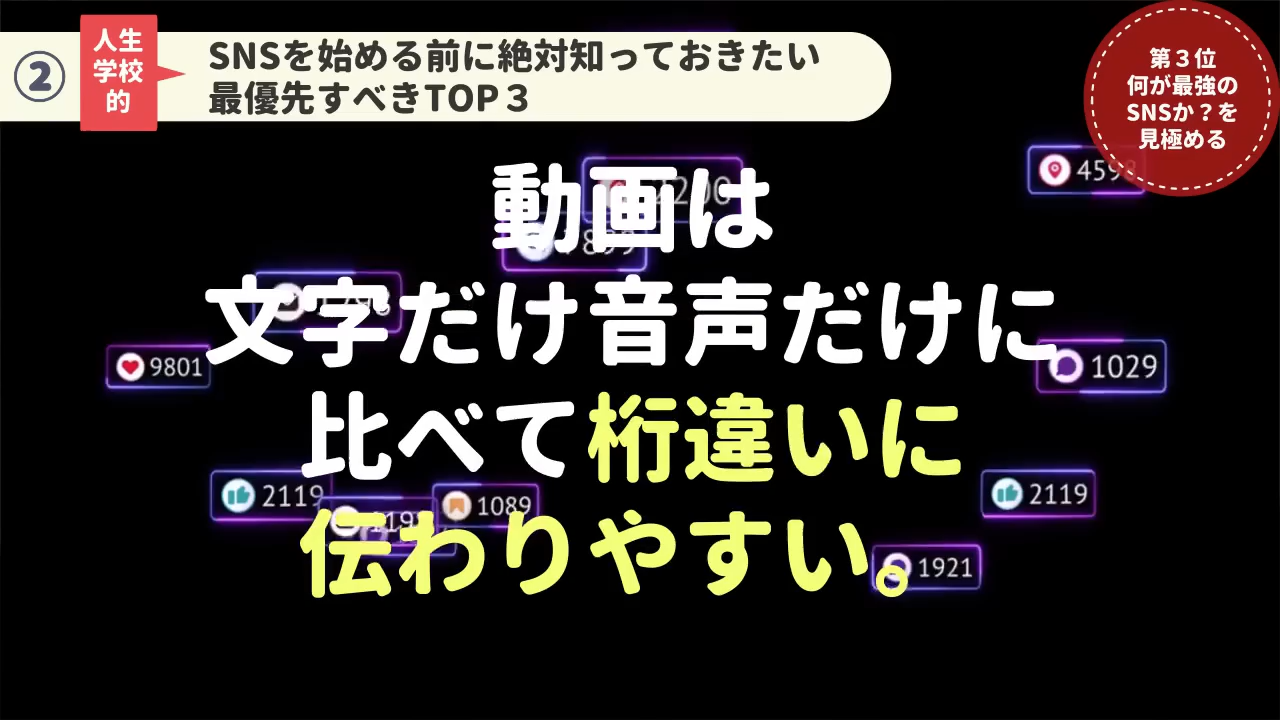 ②
人生
学校
的
SNSを始める前に絶対知っておきたい
最優先すべきTOP３
第３位
何が最強の
SNSか？を
見極める
動画は
文字だけ音声だけに
比べて桁違いに
伝わりやすい。
9801
1029
2119
1089
2119
1921